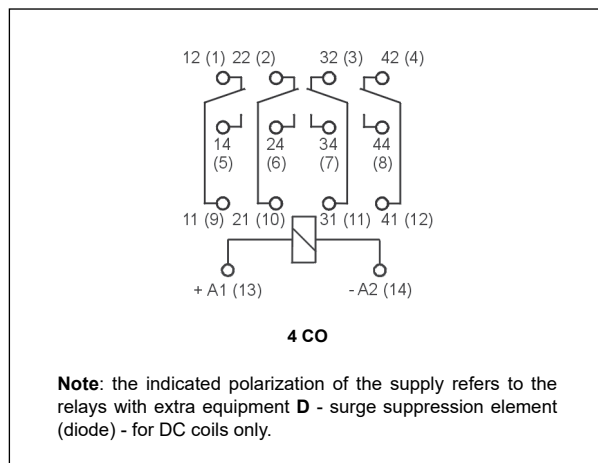 12 (1) 22 (2) 32 (3) 42 (4)
14 24 34 44
(5) (6) (7) (8)
11 (9) 21 (10) 31 (11) 41 (12)
+ A1 (13) - A2 (14)
4 CO
Note: the indicated polarization of the supply refers to the
relays with extra equipment D - surge suppression element
(diode) - for DC coils only.